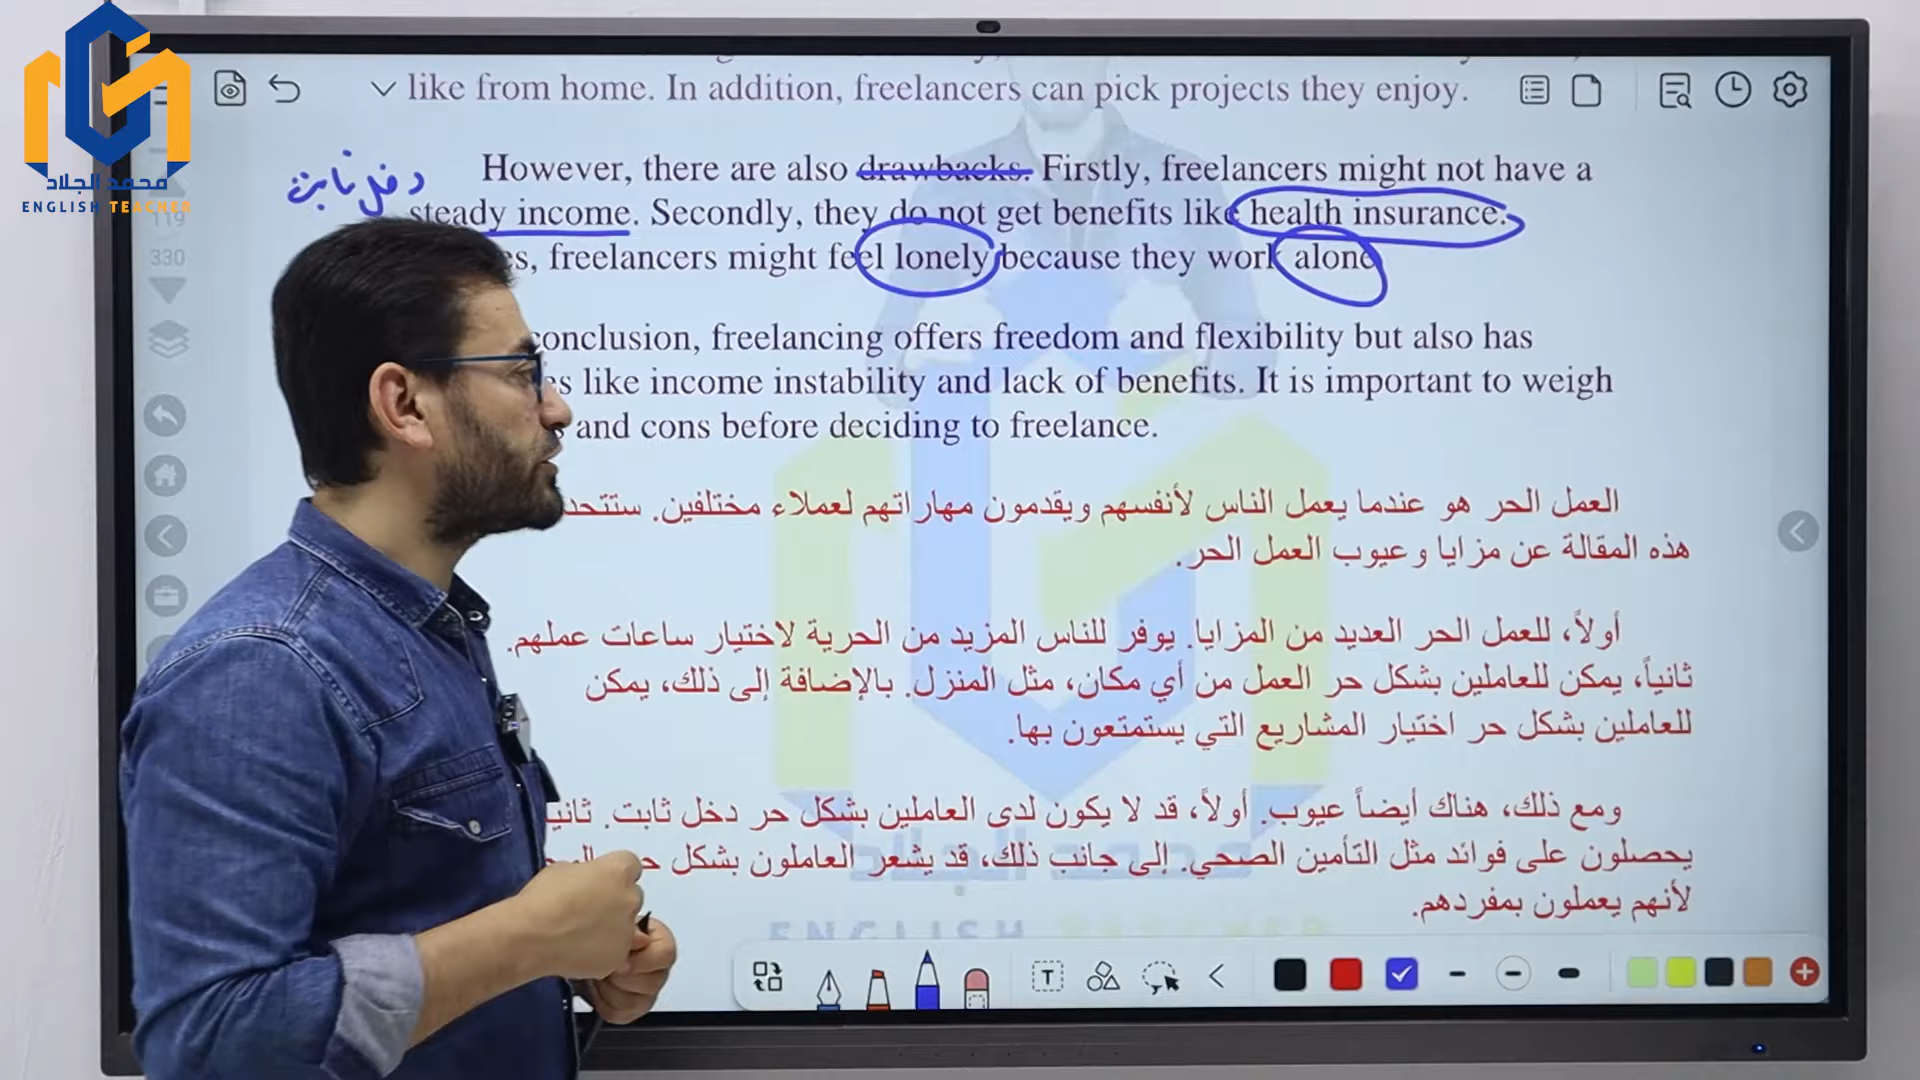 محمد الجلاد
ENGLISH TEACHER
119
330
like from home. In addition, freelancers can pick projects they enjoy.
However, there are also drawbacks. Firstly, freelancers might not have a
دخل ثابت
steady income. Secondly, they do not get benefits like health insurance.
freelancers might feel lonely because they work alone
conclusion, freelancing offers freedom and flexibility but also has
like income instability and lack of benefits. It is important to weigh
and cons before deciding to freelance.
العمل الحر هو عندما يعمل الناس لأنفسهم ويقدمون مهاراتهم لعملاء مختلفين.
هذه المقالة عن مزايا وعيوب العمل الحر.
أولاً، للعمل الحر العديد من المزايا. يوفر للناس المزيد من الحرية لاختيار ساعات عملهم.
ثانياً، يمكن للعاملين بشكل حر العمل من أي مكان، مثل المنزل. بالإضافة إلى ذلك، يمكن
للعاملين بشكل حر اختيار المشاريع التي يستمتعون بها.
ومع ذلك، هناك أيضاً عيوب. أولاً، قد لا يكون لدى العاملين بشكل حر دخل ثابت.
يحصلون على فوائد مثل التأمين الصحي. إلى جانب ذلك، قد يشعر العاملون بشكل
لأنهم يعملون بمفردهم.
محمد الجلاد
T